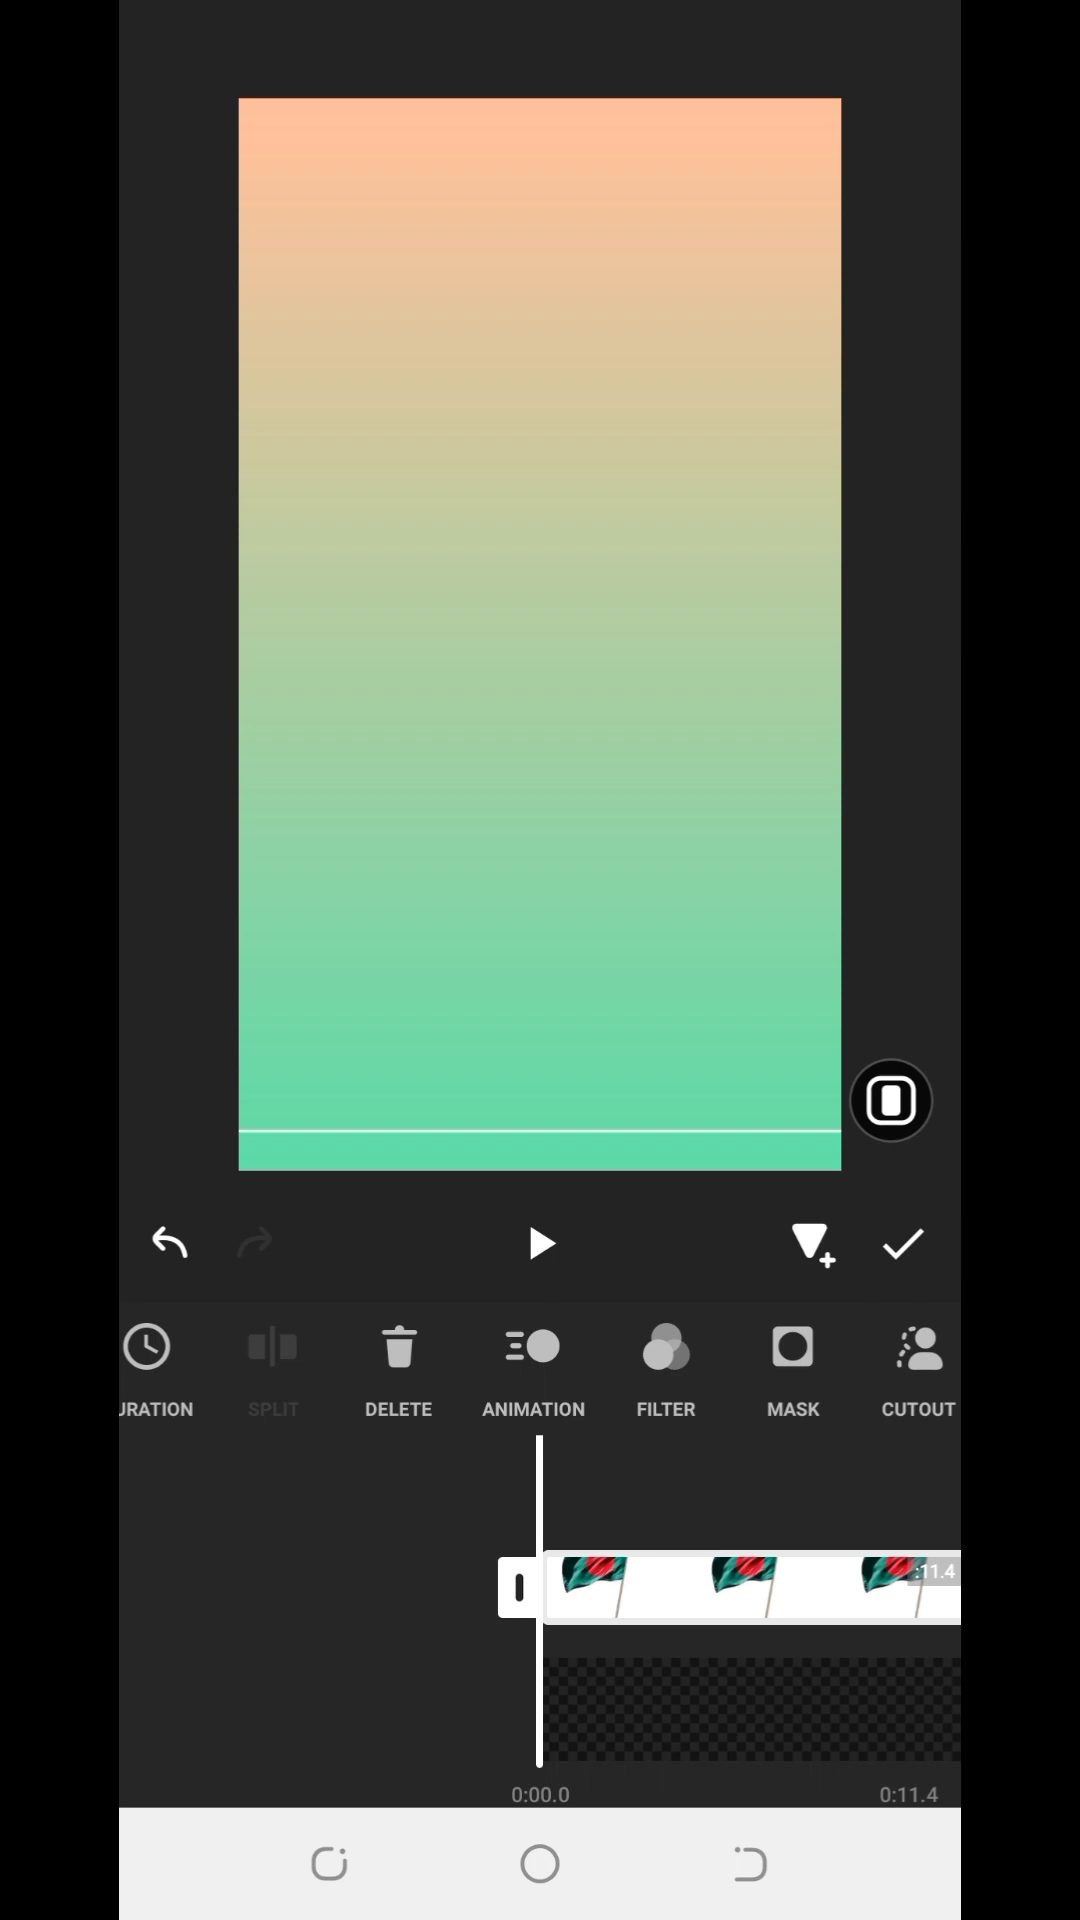 URATION
SPLIT
DELETE
ANIMATION
FILTER
MASK
CUTOUT
:11.4
0:00.0
0:11.4